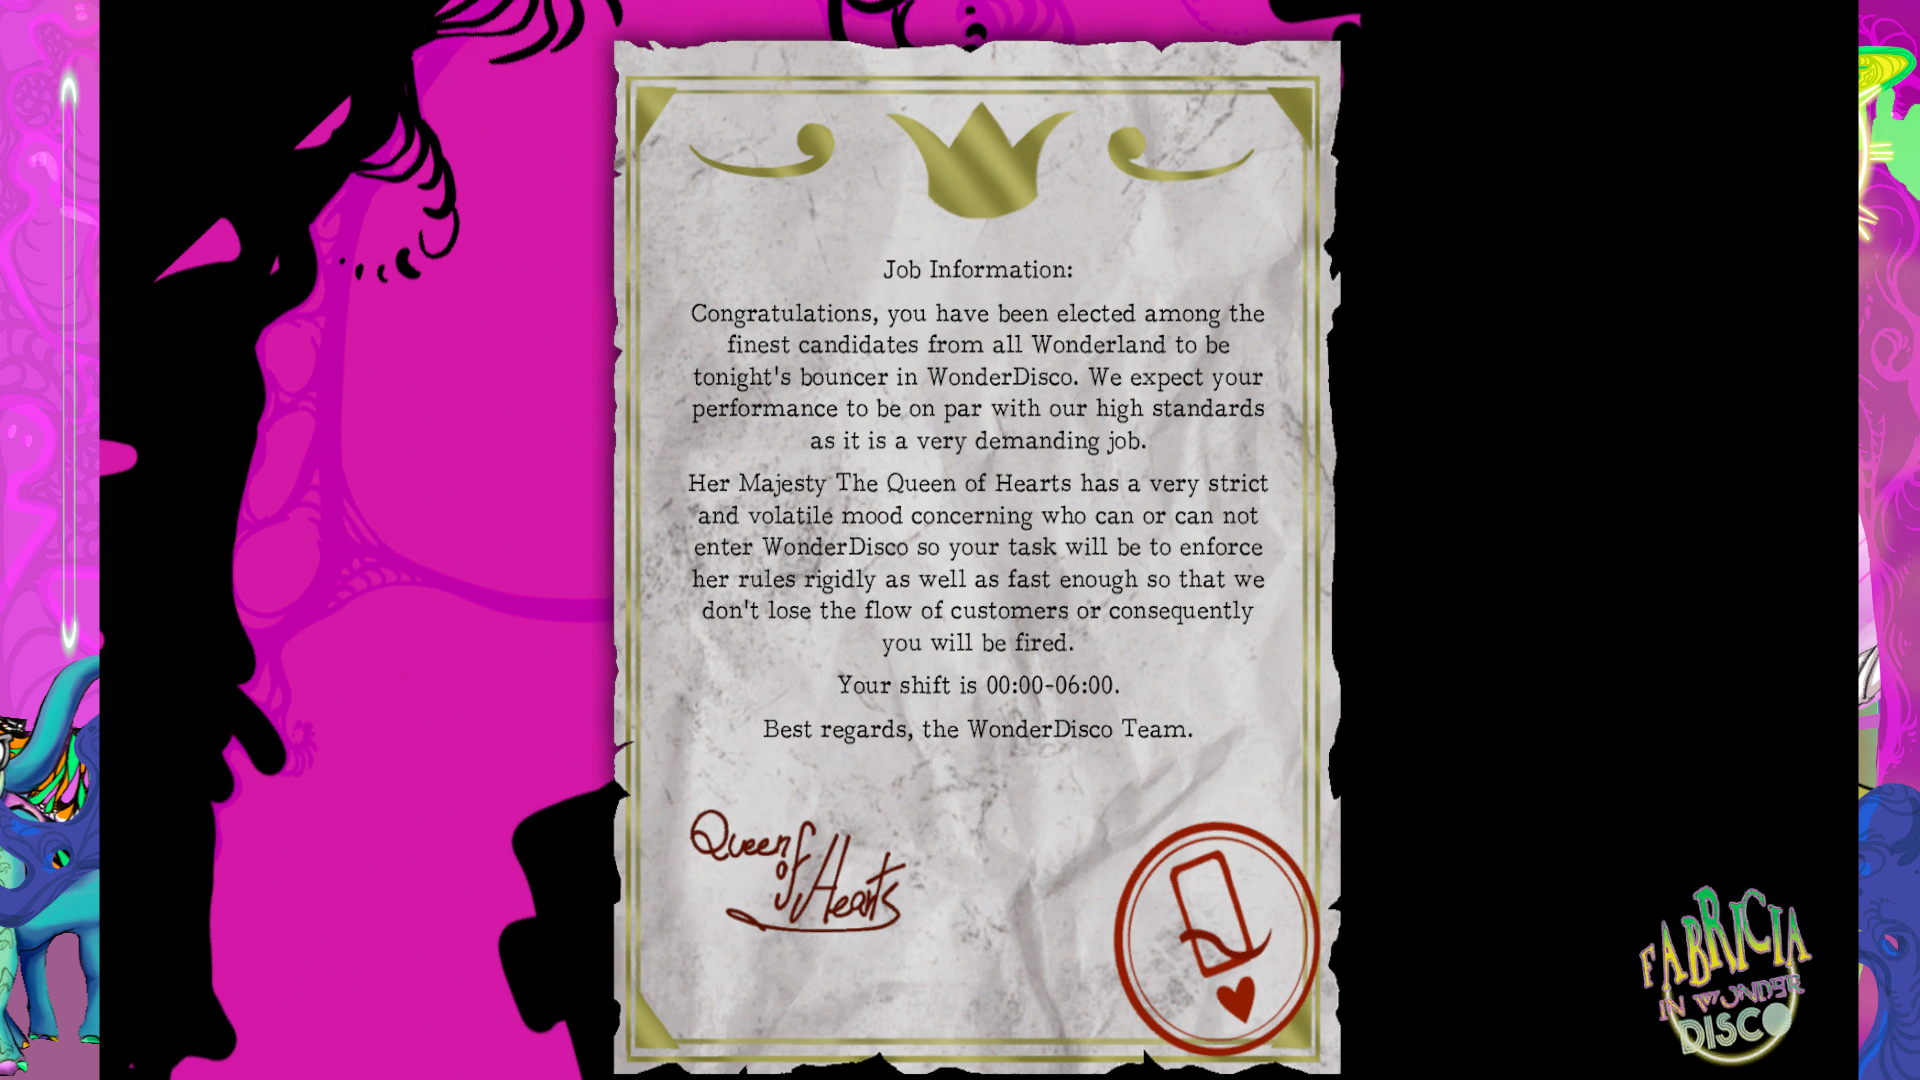 Job Information:
Congratulations, you have been elected among the
finest candidates from all Wonderland to be
tonight's bouncer in WonderDisco. We expect your
performance to be on par with our high standards
as it is a very demanding job.
Her Majesty The Queen of Hearts has a very strict
and volatile mood concerning who can or can not
enter WonderDisco so your task will be to enforce
her rules rigidly as well as fast enough so that we
don't lose the flow of customers or consequently
you will be fired.
Your shift is 00:00-06:00.
Best regards, the WonderDisco Team.
Queen
of
Hearts
FABRICIA
IN WONDER
DISCO